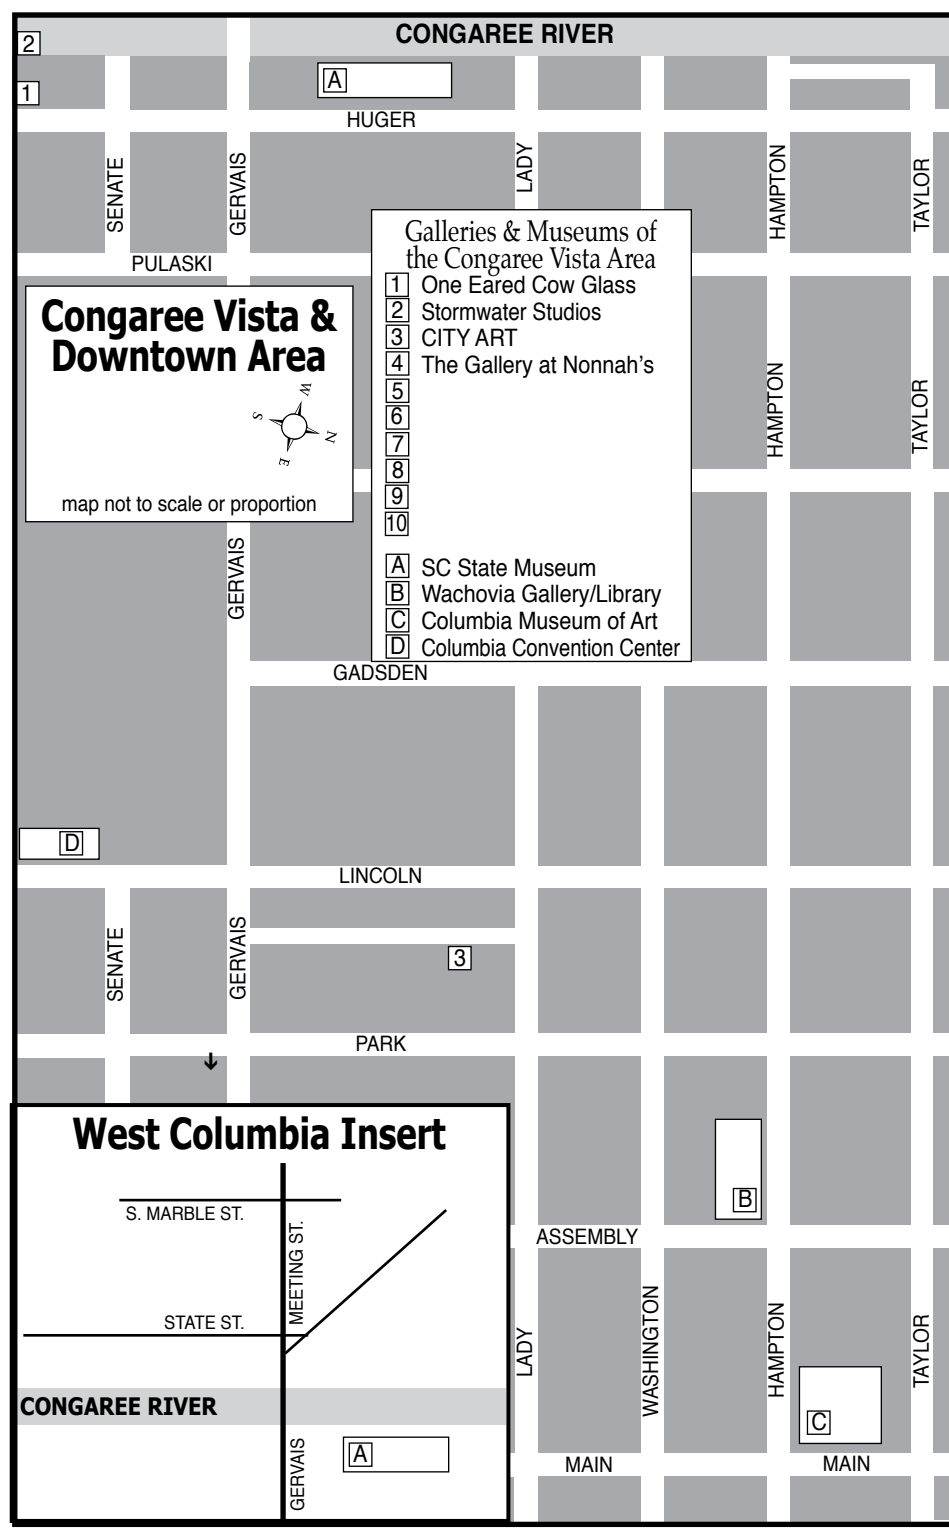 CONGAREE RIVER
2
1
A
HUGER
SENATE
GERVAIS
LADY
HAMPTON
TAYLOR
PULASKI
Galleries & Museums of
the Congaree Vista Area
1 One Eared Cow Glass
2 Stormwater Studios
3 CITY ART
4 The Gallery at Nonnah's
5
6
7
8
9
10
A SC State Museum
B Wachovia Gallery/Library
C Columbia Museum of Art
D Columbia Convention Center
Congaree Vista &
Downtown Area
W
S
N
E
map not to scale or proportion
HAMPTON
TAYLOR
GERVAIS
GADSDEN
D
LINCOLN
SENATE
GERVAIS
3
PARK
West Columbia Insert
S. MARBLE ST.
MEETING ST.
STATE ST.
CONGAREE RIVER
GERVAIS
A
B
ASSEMBLY
LADY
WASHINGTON
HAMPTON
TAYLOR
C
MAIN
MAIN